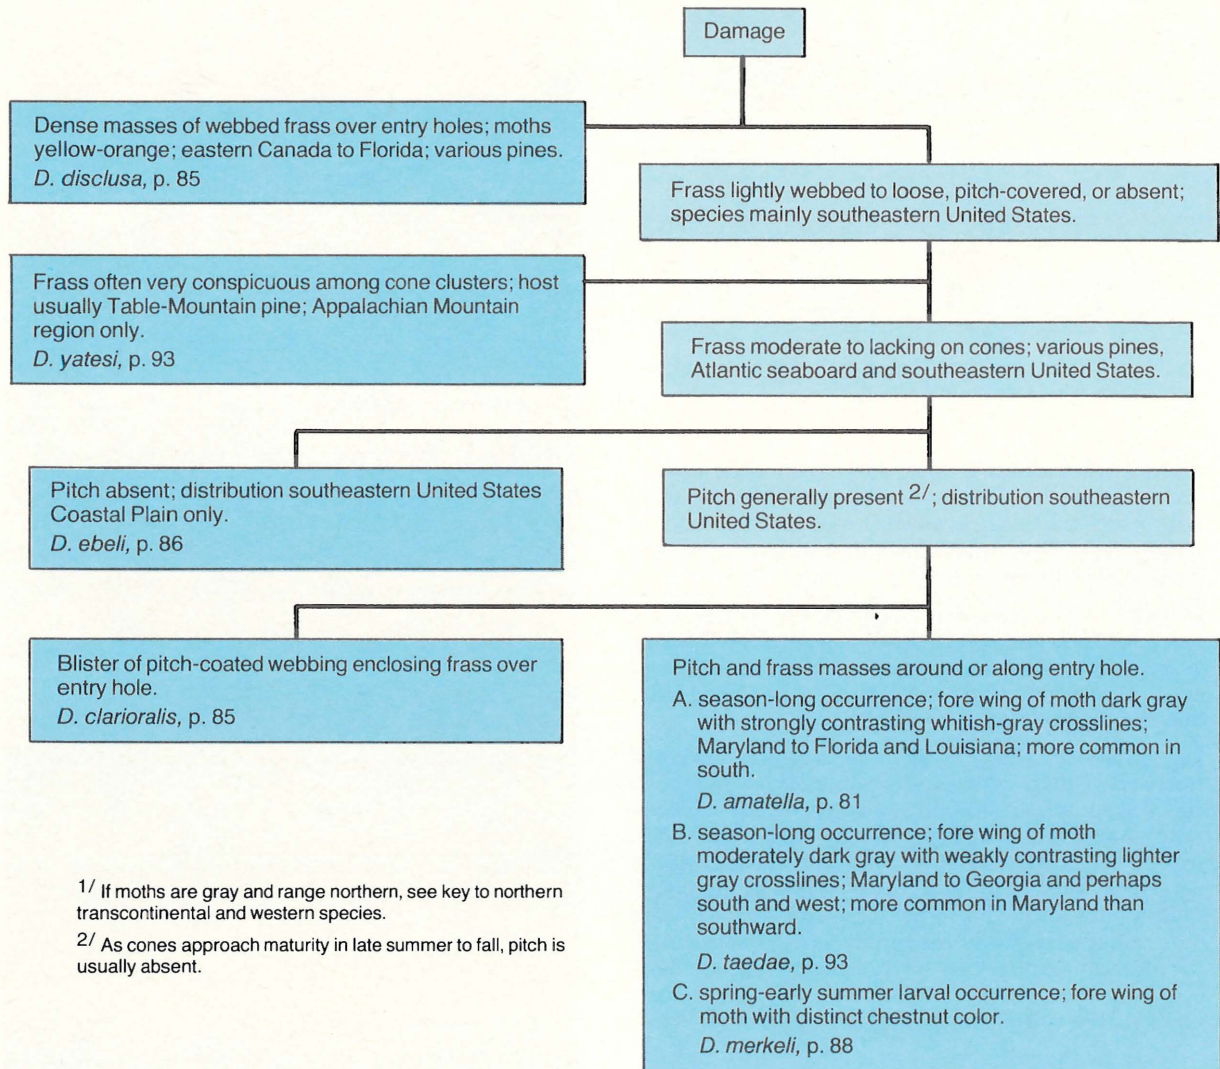 Damage
Dense masses of webbed frass over entry holes; moths
yellow-orange; eastern Canada to Florida; various pines.
D. disclusa, p. 85
Frass lightly webbed to loose, pitch-covered, or absent;
species mainly southeastern United States.
Frass often very conspicuous among cone clusters; host
usually Table-Mountain pine; Appalachian Mountain
region only.
D. yatesi, p. 93
Frass moderate to lacking on cones; various pines,
Atlantic seaboard and southeastern United States.
Pitch absent; distribution southeastern United States
Coastal Plain only.
D. ebeli, p. 86
Pitch generally present 2/; distribution southeastern
United States.
Blister of pitch-coated webbing enclosing frass over
entry hole.
D. clarioralis, p. 85
Pitch and frass masses around or along entry hole.
A. season-long occurrence; fore wing of moth dark gray
with strongly contrasting whitish-gray crosslines;
Maryland to Florida and Louisiana; more common in
south.
D. amatella, p. 81
B. season-long occurrence; fore wing of moth
moderately dark gray with weakly contrasting lighter
gray crosslines; Maryland to Georgia and perhaps
south and west; more common in Maryland than
southward.
D. taedae, p. 93
C. spring-early summer larval occurrence; fore wing of
moth with distinct chestnut color.
D. merkeli, p. 88
1/ If moths are gray and range northern, see key to northern
transcontinental and western species.
2/ As cones approach maturity in late summer to fall, pitch is
usually absent.